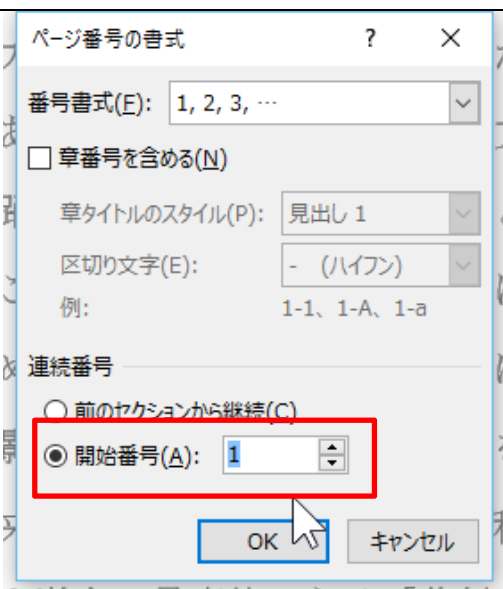 ページ番号の書式 ? ×
番号書式(F): 1, 2, 3, …
章番号を含める(N)
章タイトルのスタイル(P): 見出し 1
区切り文字(E): - (ハイフン)
例: 1-1、1-A、1-a
連続番号
前のセクションから継続(C)
開始番号(A): 1
OK キャンセル